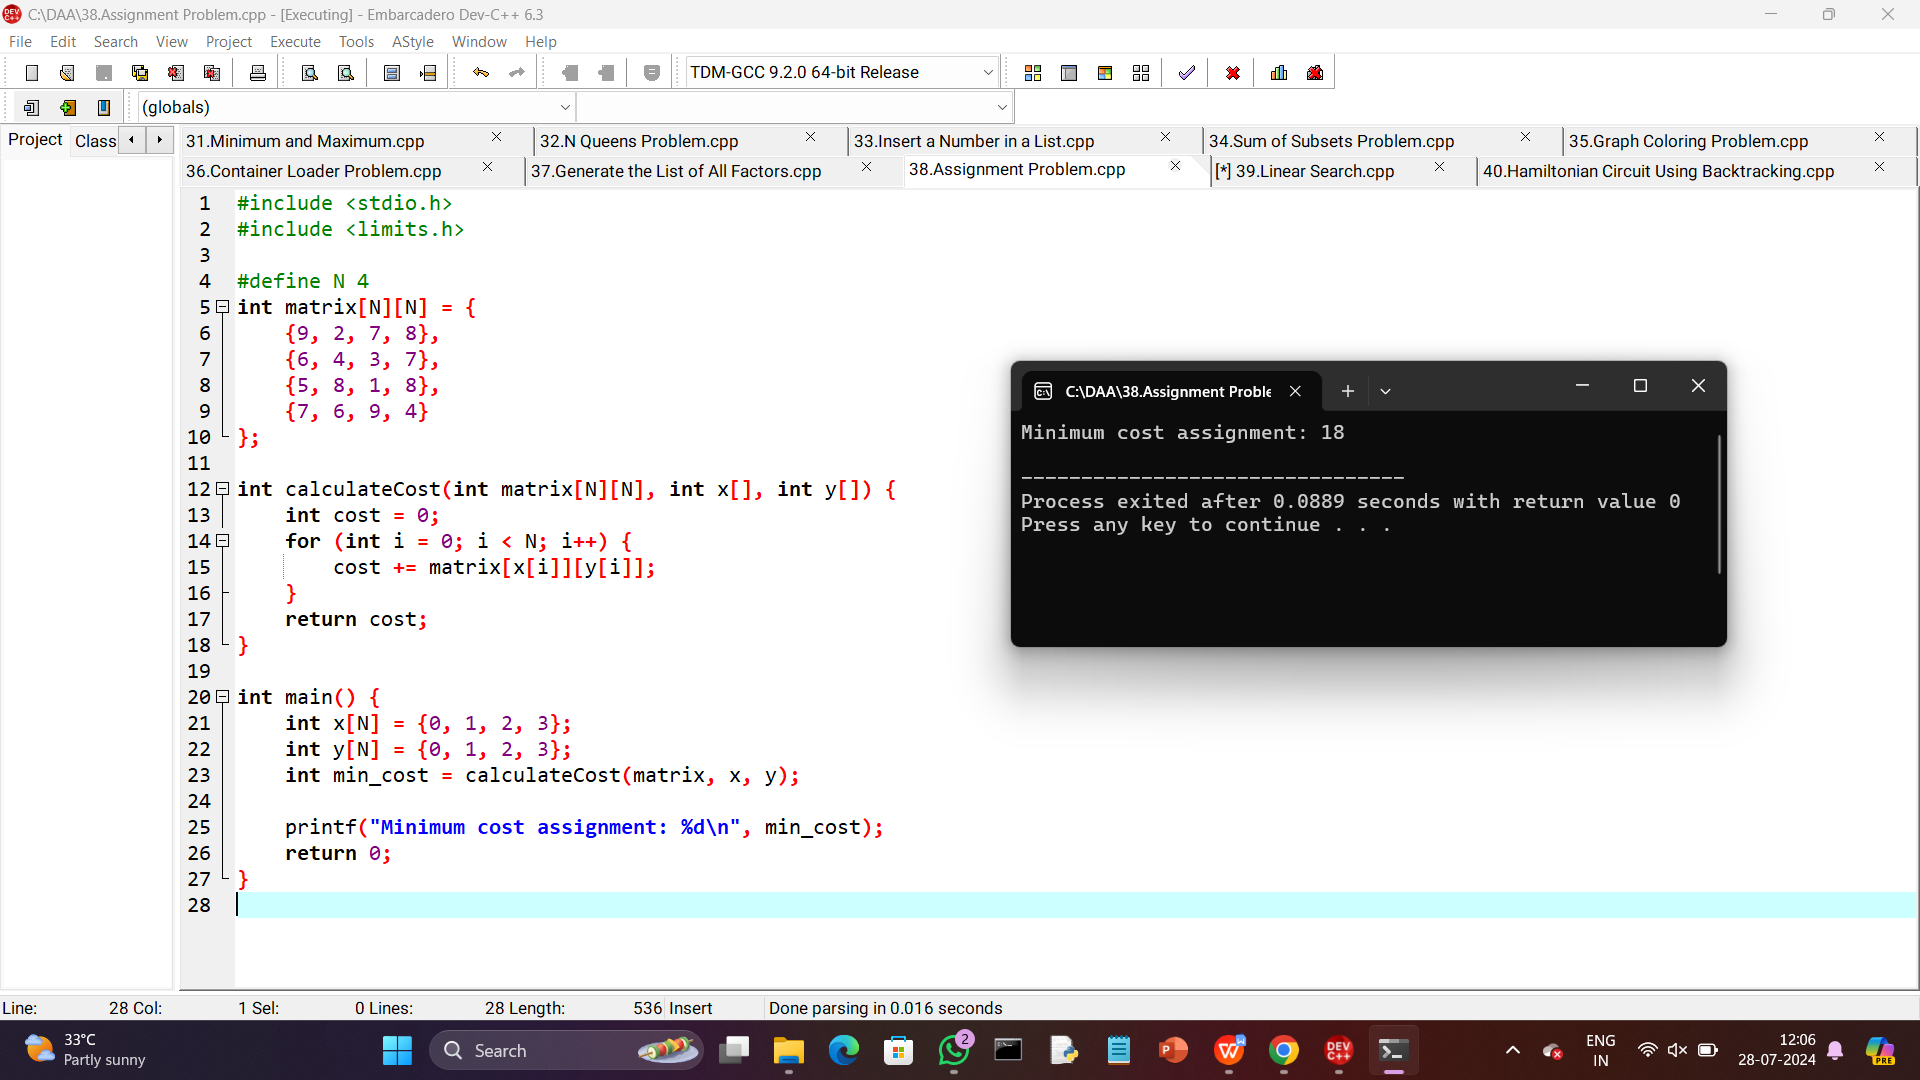 C:\DAA\38.Assignment Problem.cpp - [Executing] - Embarcadero Dev-C++ 6.3
File Edit Search View Project Execute Tools AStyle Window Help
TDM-GCC 9.2.0 64-bit Release
(globals)
Project Class
31.Minimum and Maximum.cpp 32.N Queens Problem.cpp 33.Insert a Number in a List.cpp 34.Sum of Subsets Problem.cpp 35.Graph Coloring Problem.cpp
36.Container Loader Problem.cpp 37.Generate the List of All Factors.cpp 38.Assignment Problem.cpp [*] 39.Linear Search.cpp 40.Hamiltonian Circuit Using Backtracking.cpp
1 #include <stdio.h>
2 #include <limits.h>
3
4 #define N 4
5 int matrix[N][N] = {
6     {9, 2, 7, 8},
7     {6, 4, 3, 7},
8     {5, 8, 1, 8},
9     {7, 6, 9, 4}
10 };
11
12 int calculateCost(int matrix[N][N], int x[], int y[]) {
13     int cost = 0;
14     for (int i = 0; i < N; i++) {
15         cost += matrix[x[i]][y[i]];
16     }
17     return cost;
18 }
19
20 int main() {
21     int x[N] = {0, 1, 2, 3};
22     int y[N] = {0, 1, 2, 3};
23     int min_cost = calculateCost(matrix, x, y);
24
25     printf("Minimum cost assignment: %d\n", min_cost);
26     return 0;
27 }
28
C:\DAA\38.Assignment Proble
Minimum cost assignment: 18
--------------------------------
Process exited after 0.0889 seconds with return value 0
Press any key to continue . . .
Line: 28 Col: 1 Sel: 0 Lines: 28 Length: 536 Insert Done parsing in 0.016 seconds
33°C
Partly sunny
Search
2
DEV C++
ENG
IN
12:06
28-07-2024
PRE